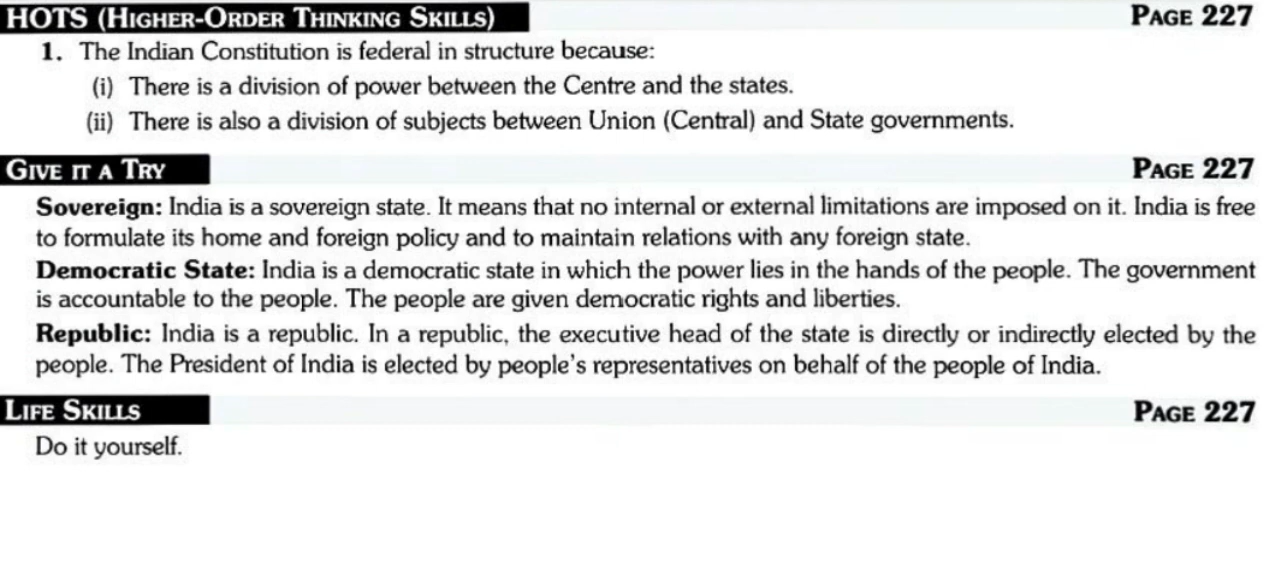 HOTS (HIGHER-ORDER THINKING SKILLS) PAGE 227
1. The Indian Constitution is federal in structure because:
(i) There is a division of power between the Centre and the states.
(ii) There is also a division of subjects between Union (Central) and State governments.
GIVE IT A TRY PAGE 227
Sovereign: India is a sovereign state. It means that no internal or external limitations are imposed on it. India is free
to formulate its home and foreign policy and to maintain relations with any foreign state.
Democratic State: India is a democratic state in which the power lies in the hands of the people. The government
is accountable to the people. The people are given democratic rights and liberties.
Republic: India is a republic. In a republic, the executive head of the state is directly or indirectly elected by the
people. The President of India is elected by people's representatives on behalf of the people of India.
LIFE SKILLS PAGE 227
Do it yourself.